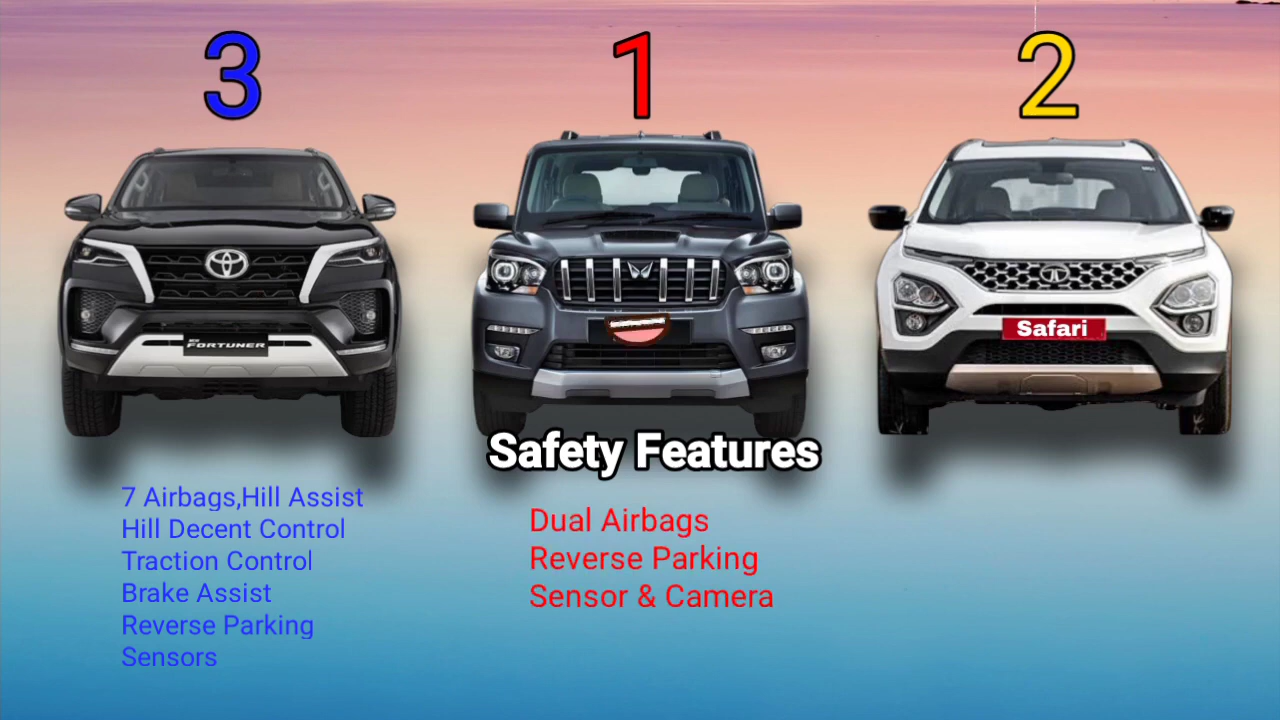 3
1
2
FORTUNER
Safari
Safety Features
7 Airbags,Hill Assist
Hill Decent Control
Traction Control
Brake Assist
Reverse Parking
Sensors
Dual Airbags
Reverse Parking
Sensor & Camera